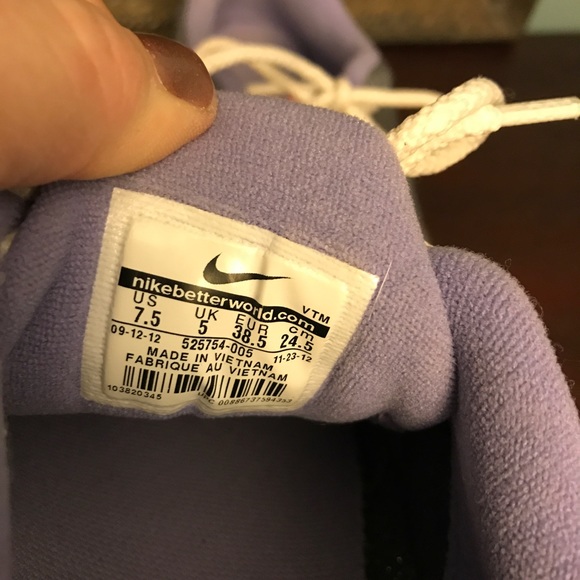 nikebetterworld.com
VTM
US UK EUR cm
7.5 5 38.5 24.5
09-12-12 525754-005 11-23-12
MADE IN VIETNAM
FABRIQUE AU VIETNAM
103820345